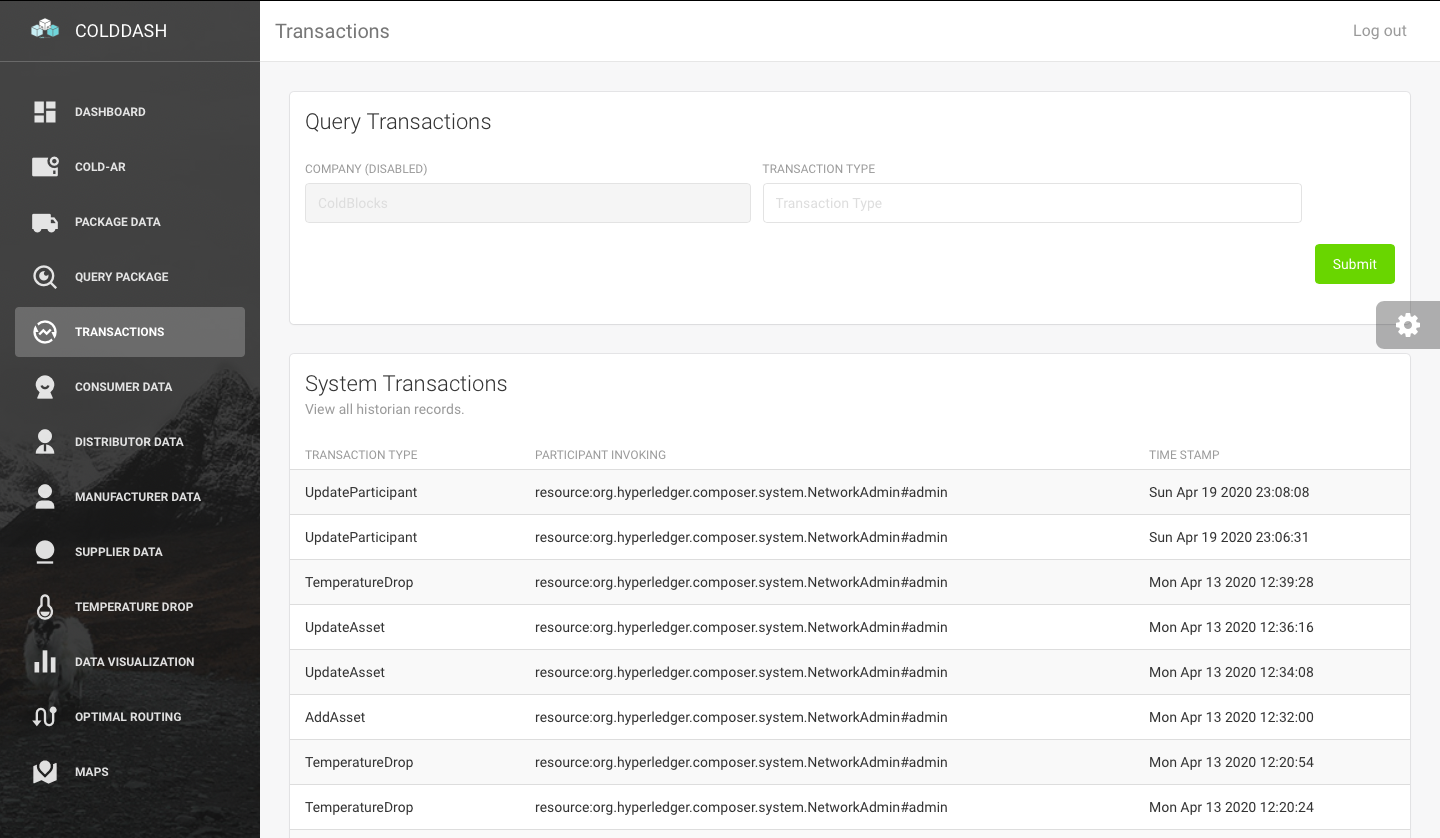 COLDDASH
Transactions
Log out
DASHBOARD
COLD-AR
PACKAGE DATA
QUERY PACKAGE
TRANSACTIONS
CONSUMER DATA
DISTRIBUTOR DATA
MANUFACTURER DATA
SUPPLIER DATA
TEMPERATURE DROP
DATA VISUALIZATION
OPTIMAL ROUTING
MAPS
Query Transactions
COMPANY (DISABLED) TRANSACTION TYPE
ColdBlocks Transaction Type
Submit
System Transactions
View all historian records.
TRANSACTION TYPE PARTICIPANT INVOKING TIME STAMP
UpdateParticipant resource:org.hyperledger.composer.system.NetworkAdmin#admin Sun Apr 19 2020 23:08:08
UpdateParticipant resource:org.hyperledger.composer.system.NetworkAdmin#admin Sun Apr 19 2020 23:06:31
TemperatureDrop resource:org.hyperledger.composer.system.NetworkAdmin#admin Mon Apr 13 2020 12:39:28
UpdateAsset resource:org.hyperledger.composer.system.NetworkAdmin#admin Mon Apr 13 2020 12:36:16
UpdateAsset resource:org.hyperledger.composer.system.NetworkAdmin#admin Mon Apr 13 2020 12:34:08
AddAsset resource:org.hyperledger.composer.system.NetworkAdmin#admin Mon Apr 13 2020 12:32:00
TemperatureDrop resource:org.hyperledger.composer.system.NetworkAdmin#admin Mon Apr 13 2020 12:20:54
TemperatureDrop resource:org.hyperledger.composer.system.NetworkAdmin#admin Mon Apr 13 2020 12:20:24